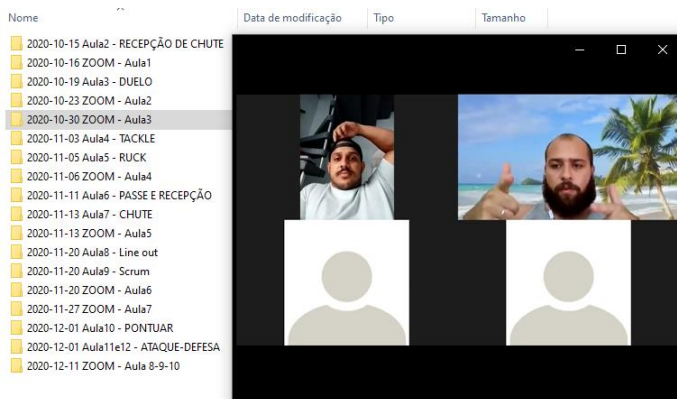 Nome Data de modificação Tipo Tamanho
2020-10-15 Aula2 - RECEPÇÃO DE CHUTE
2020-10-16 ZOOM - Aula1
2020-10-19 Aula3 - DUELO
2020-10-23 ZOOM - Aula2
2020-10-30 ZOOM - Aula3
2020-11-03 Aula4 - TACKLE
2020-11-05 Aula5 - RUCK
2020-11-06 ZOOM - Aula4
2020-11-11 Aula6 - PASSE E RECEPÇÃO
2020-11-13 Aula7 - CHUTE
2020-11-13 ZOOM - Aula5
2020-11-20 Aula8 - Line out
2020-11-20 Aula9 - Scrum
2020-11-20 ZOOM - Aula6
2020-11-27 ZOOM - Aula7
2020-12-01 Aula10 - PONTUAR
2020-12-01 Aula11e12 - ATAQUE-DEFESA
2020-12-11 ZOOM - Aula 8-9-10